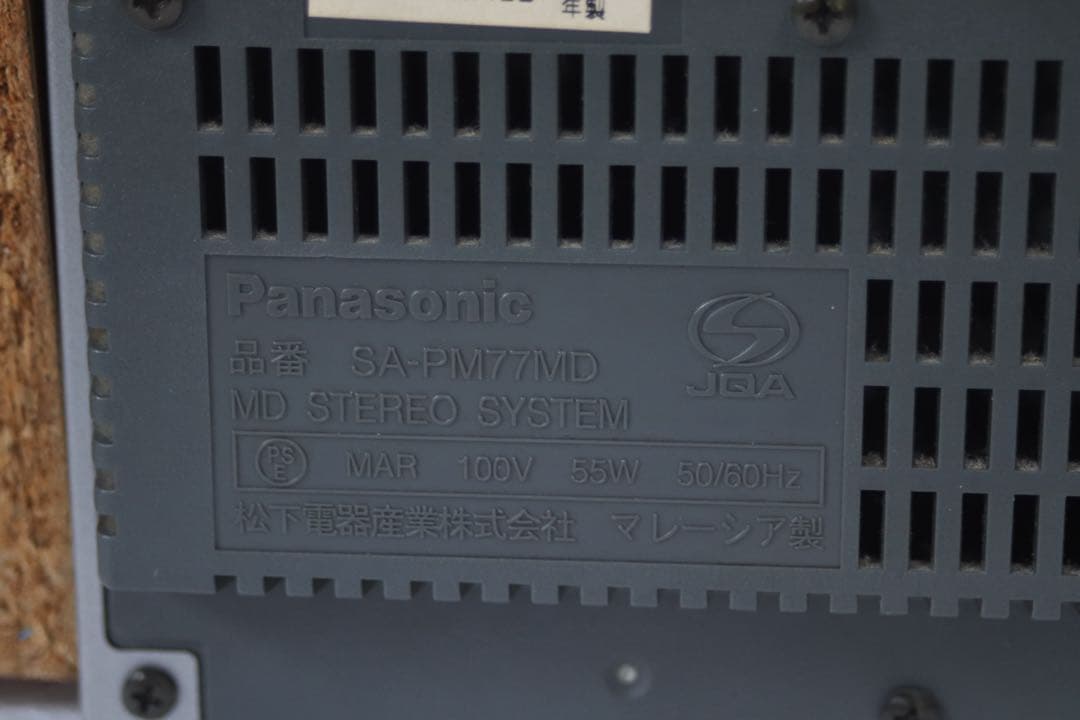 年製
Panasonic
品番 SA-PM77MD
JQA
MD STEREO SYSTEM
PSE MAR 100V 55W 50/60Hz
松下電器産業株式会社 マレーシア製